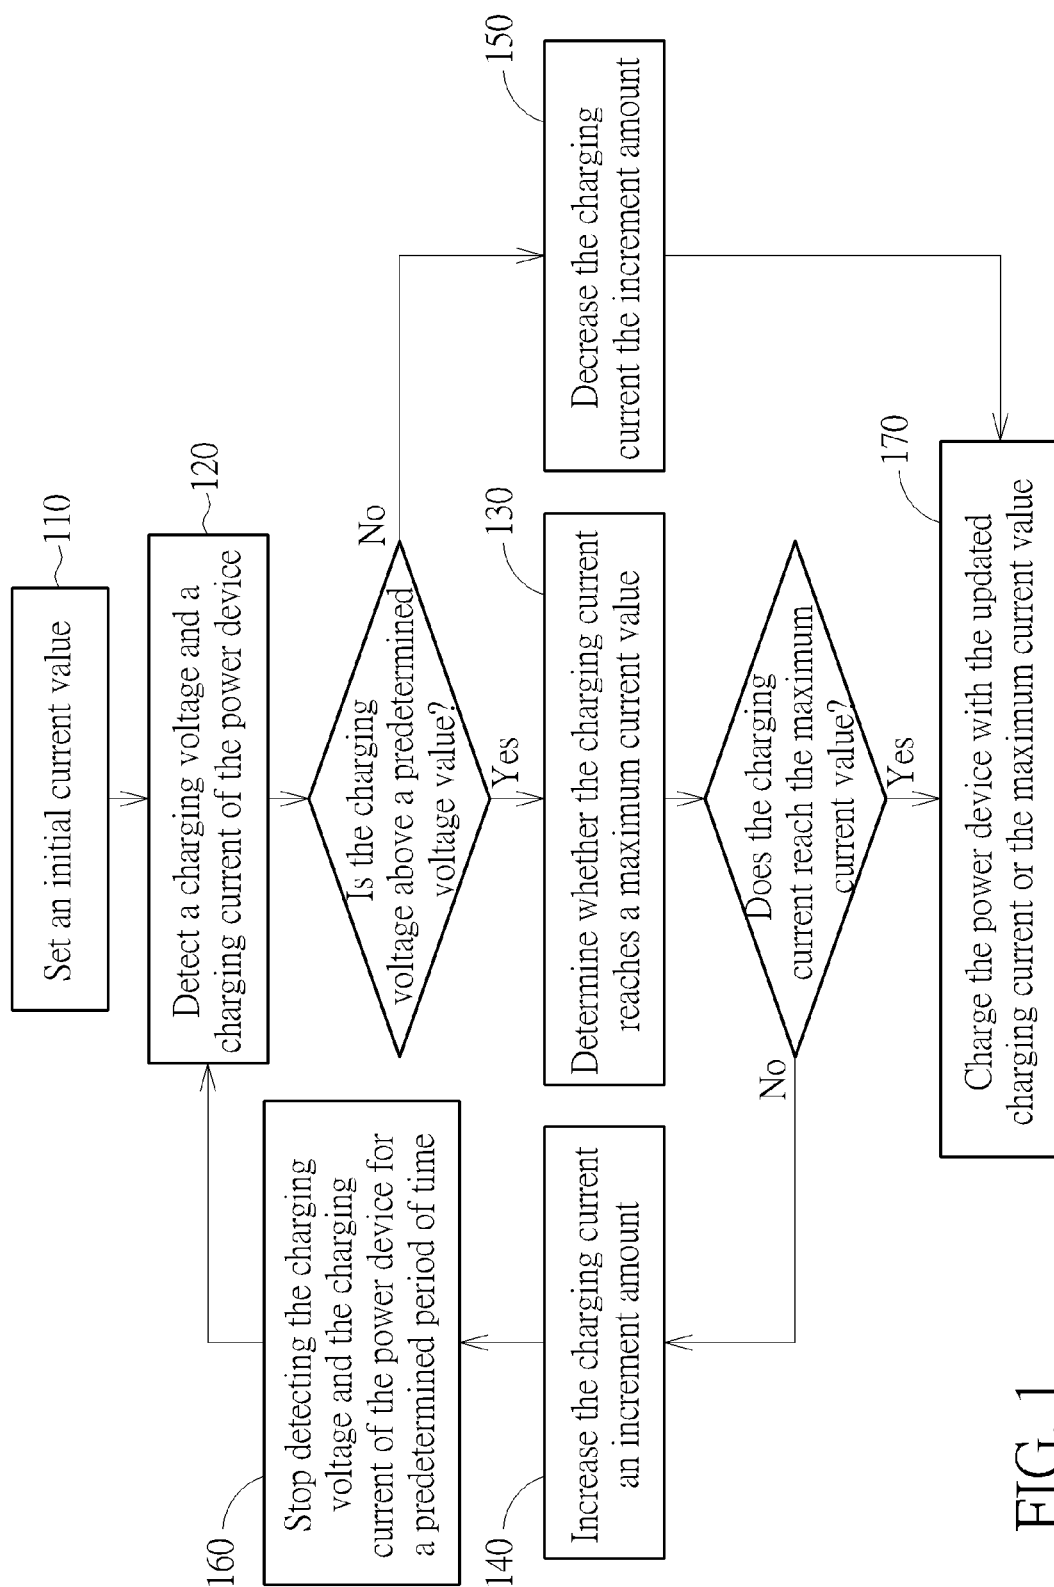 Set an initial current value
110
Detect a charging voltage and a
charging current of the power device
120
Is the charging
voltage above a predetermined
voltage value?
No
Yes
Decrease the charging
current the increment amount
150
Determine whether the charging current
reaches a maximum current value
130
Does the charging
current reach the maximum
current value?
No
Yes
Increase the charging current
an increment amount
140
Stop detecting the charging
voltage and the charging
current of the power device for
a predetermined period of time
160
Charge the power device with the updated
charging current or the maximum current value
170
FIG. 1